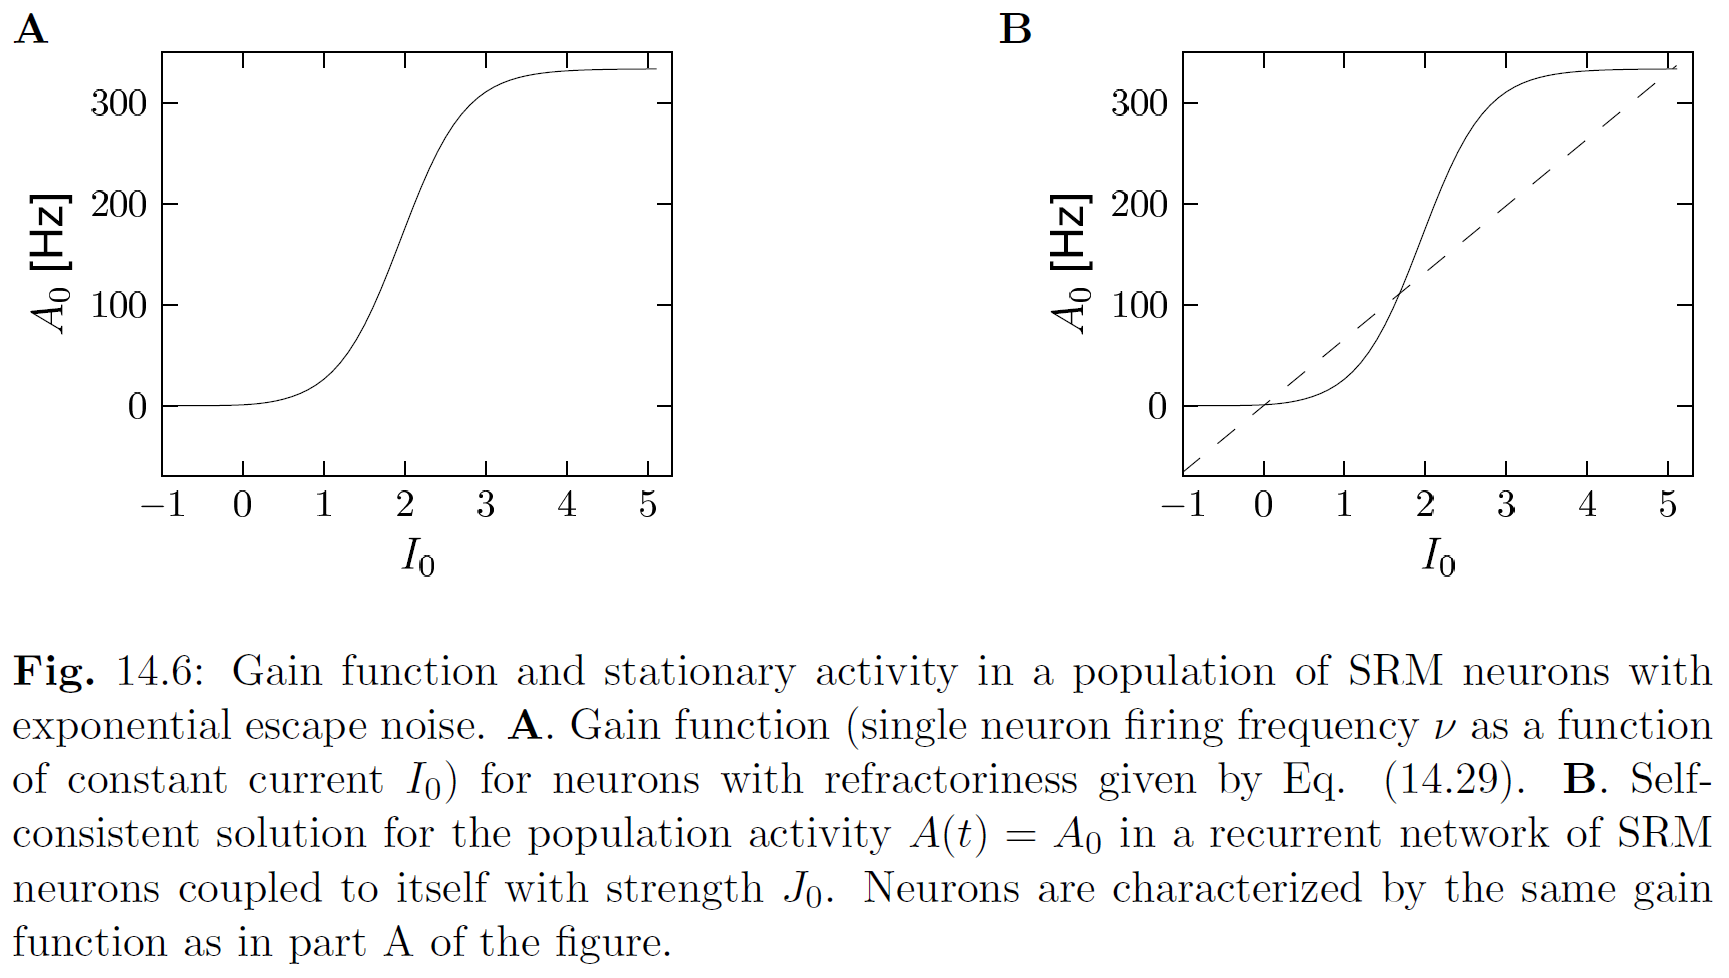 A
B
300
200
100
0
A0 [Hz]
−1 0 1 2 3 4 5
I0
300
200
100
0
A0 [Hz]
−1 0 1 2 3 4 5
I0
Fig. 14.6: Gain function and stationary activity in a population of SRM neurons with
exponential escape noise. A. Gain function (single neuron firing frequency ν as a function
of constant current I0) for neurons with refractoriness given by Eq. (14.29). B. Self-
consistent solution for the population activity A(t) = A0 in a recurrent network of SRM
neurons coupled to itself with strength J0. Neurons are characterized by the same gain
function as in part A of the figure.